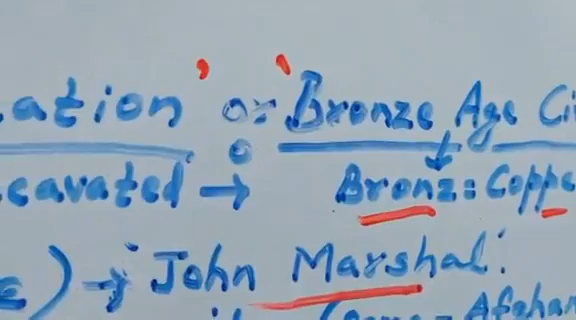 ation' or 'Bronze Age Ci
cavated → Bronz: Coppe
) → John Marshal:
Afghan